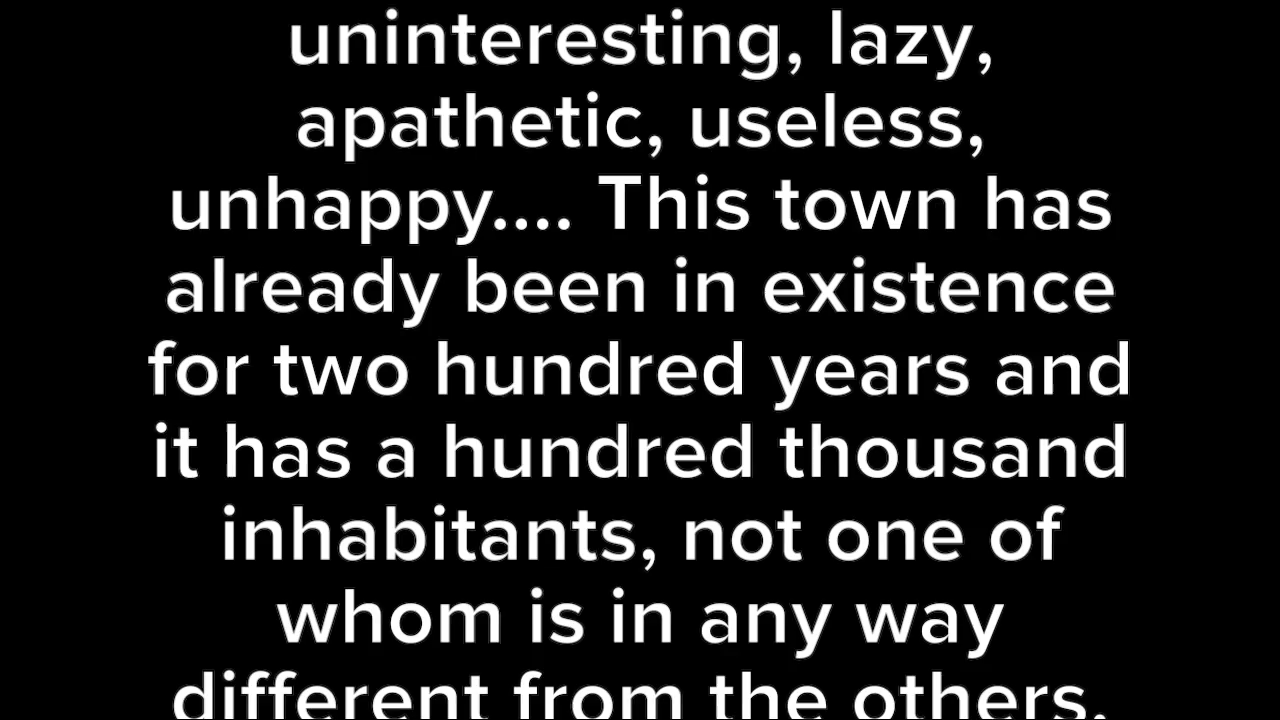 uninteresting, lazy,
apathetic, useless,
unhappy.... This town has
already been in existence
for two hundred years and
it has a hundred thousand
inhabitants, not one of
whom is in any way
different from the others.